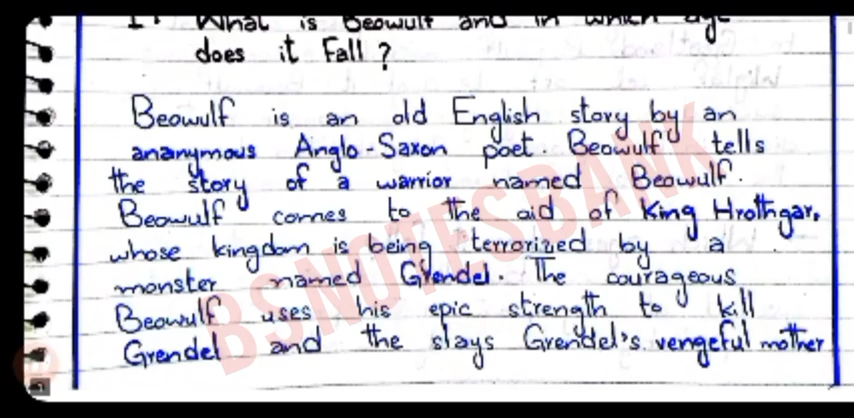 1. What is Beowulf and in which age
does it Fall?
Beowulf is an old English story by an
ananymous Anglo-Saxon poet Beowulf tells
the story of a warrior named Beowulf.
Beowulf comes to the aid of King Hrothgar,
whose kingdom is being terrorized by a
monster named Grendel. The courageous
Beowulf uses his epic strength to kill
Grendel and the slays Grendel's vengeful mother
BSNOTESBANK